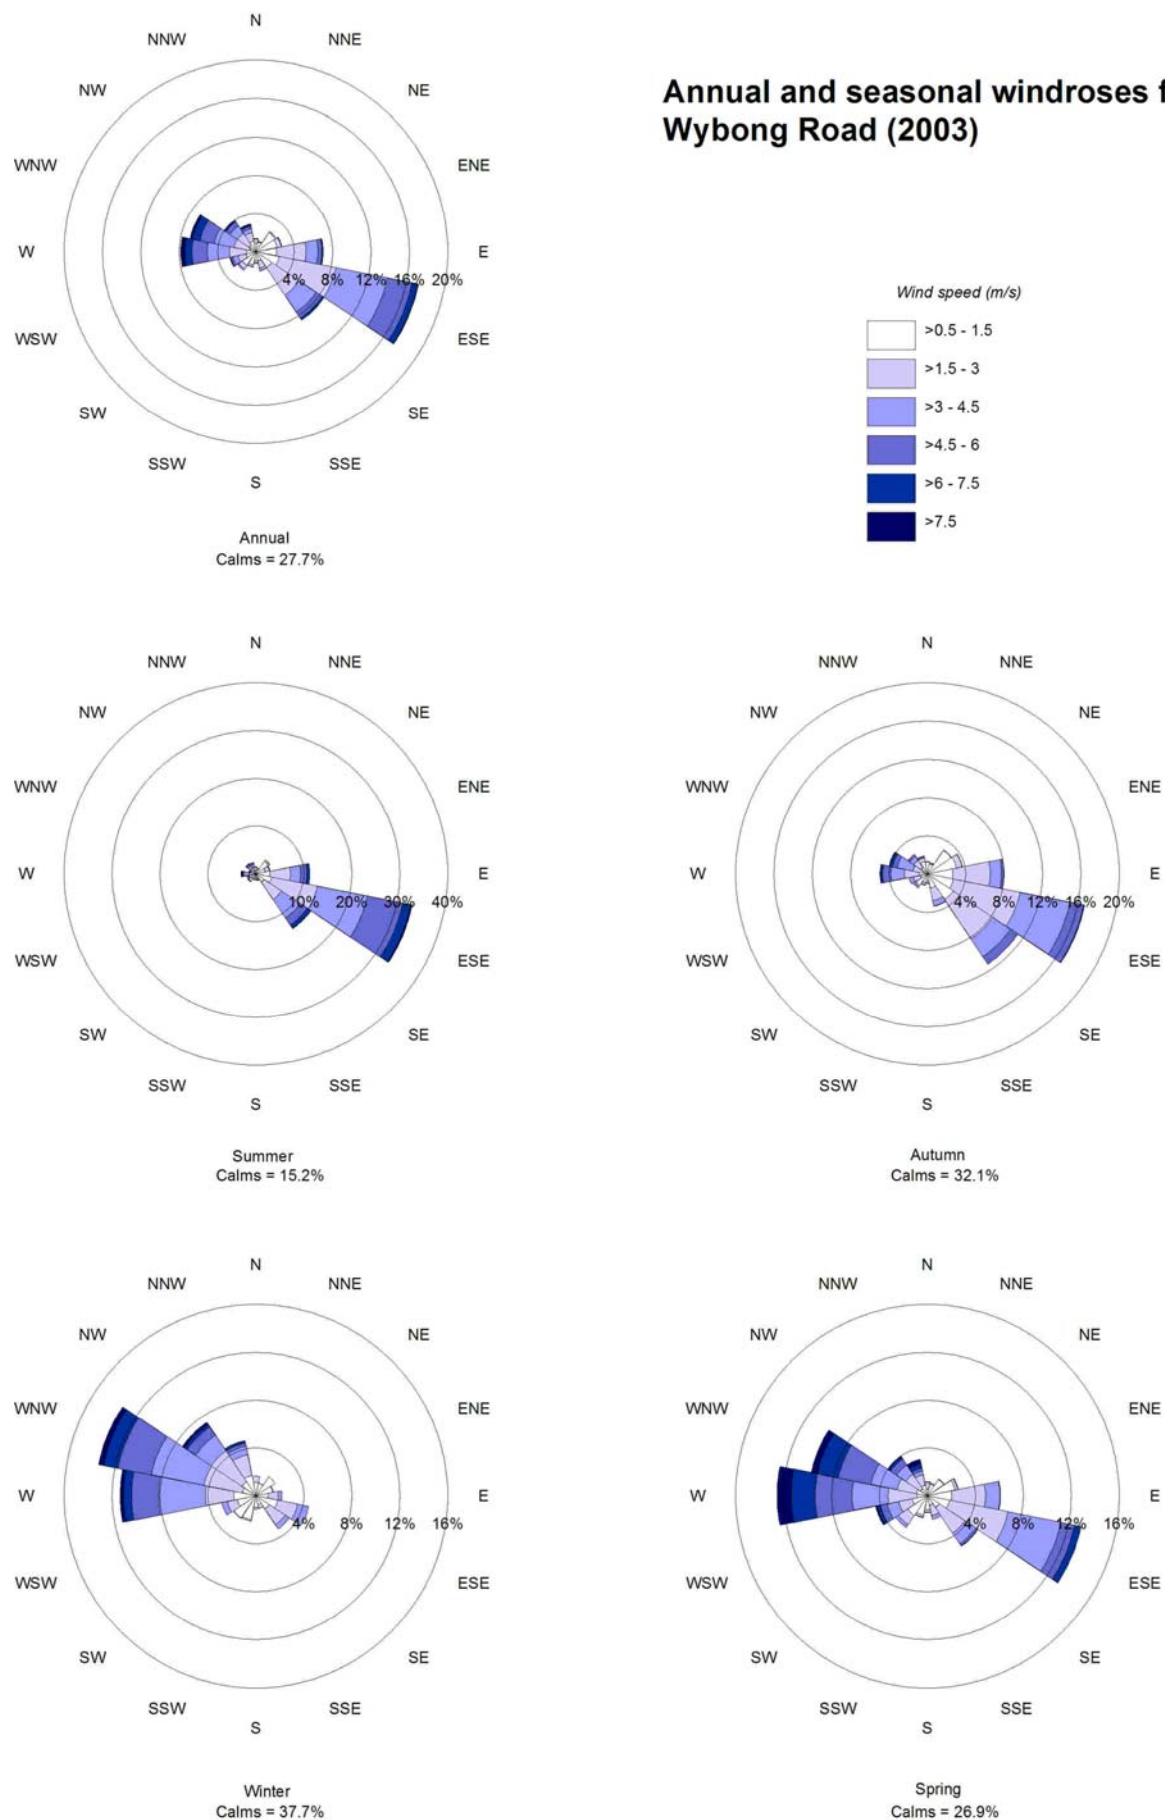 Annual and seasonal windroses f
Wybong Road (2003)
N
NNW
NNE
NW
NE
WNW
ENE
W
E
4% 8% 12% 16% 20%
WSW
ESE
SW
SE
SSW
SSE
S
Annual
Calms = 27.7%
Wind speed (m/s)
>0.5 - 1.5
>1.5 - 3
>3 - 4.5
>4.5 - 6
>6 - 7.5
>7.5
N
NNW
NNE
NW
NE
WNW
ENE
W
E
10% 20% 30% 40%
WSW
ESE
SW
SE
SSW
SSE
S
Summer
Calms = 15.2%
N
NNW
NNE
NW
NE
WNW
ENE
W
E
4% 8% 12% 16% 20%
WSW
ESE
SW
SE
SSW
SSE
S
Autumn
Calms = 32.1%
N
NNW
NNE
NW
NE
WNW
ENE
W
E
4% 8% 12% 16%
WSW
ESE
SW
SE
SSW
SSE
S
Winter
Calms = 37.7%
N
NNW
NNE
NW
NE
WNW
ENE
W
E
4% 8% 12% 16%
WSW
ESE
SW
SE
SSW
SSE
S
Spring
Calms = 26.9%